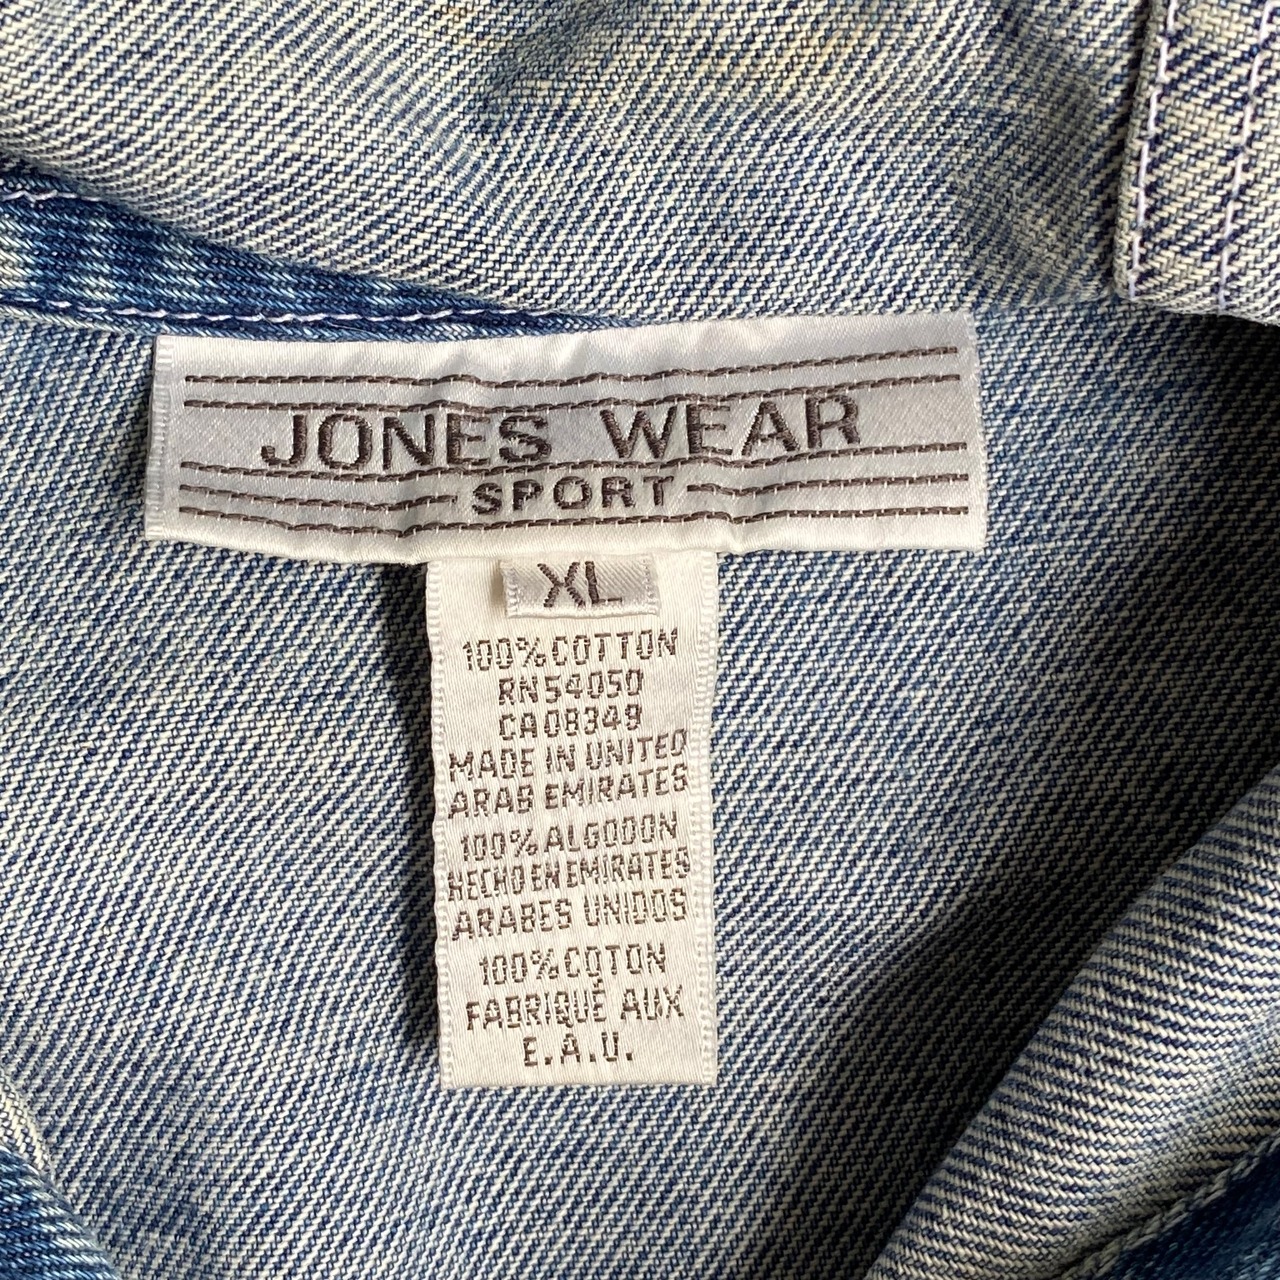 JONES WEAR
SPORT
XL
100% COTTON
RN54050
CA08349
MADE IN UNITED
ARAB EMIRATES
100% ALGODON
HECHO EN EMIRATES
ARABES UNIDOS
100% COTON
FABRIQUÉ AUX
E.A.U.